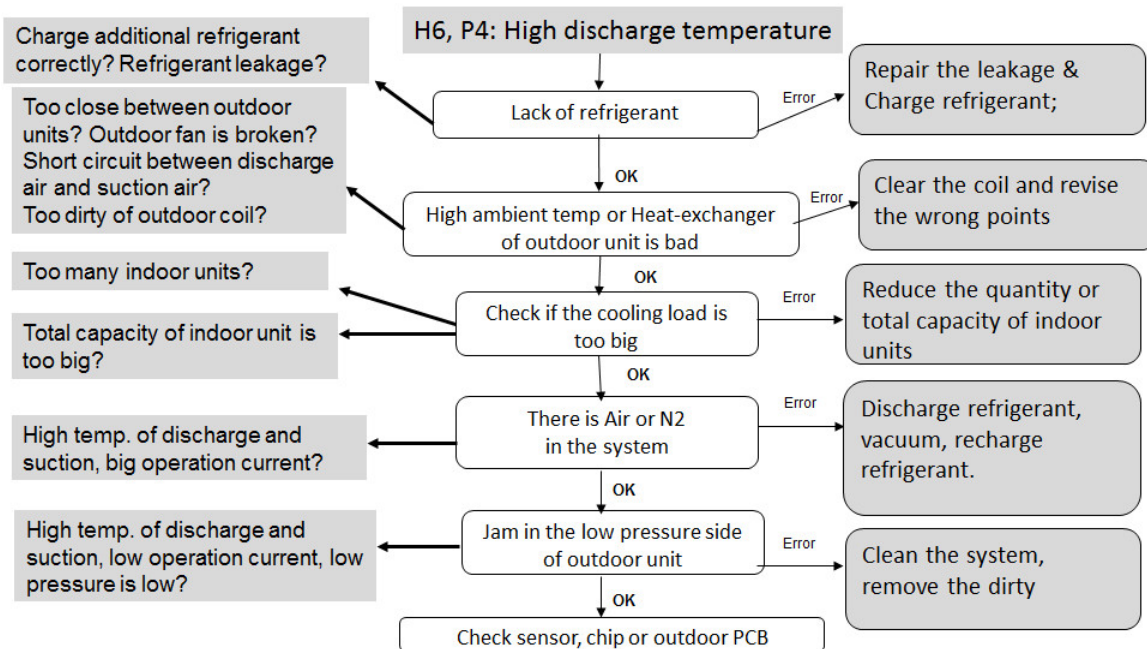 H6, P4: High discharge temperature
Charge additional refrigerant
correctly? Refrigerant leakage?
Lack of refrigerant
Error
Repair the leakage &
Charge refrigerant;
OK
Too close between outdoor
units? Outdoor fan is broken?
Short circuit between discharge
air and suction air?
Too dirty of outdoor coil?
High ambient temp or Heat-exchanger
of outdoor unit is bad
Error
Clear the coil and revise
the wrong points
OK
Too many indoor units?
Total capacity of indoor unit is
too big?
Check if the cooling load is
too big
Error
Reduce the quantity or
total capacity of indoor
units
OK
High temp. of discharge and
suction, big operation current?
There is Air or N2
in the system
Error
Discharge refrigerant,
vacuum, recharge
refrigerant.
OK
High temp. of discharge and
suction, low operation current, low
pressure is low?
Jam in the low pressure side
of outdoor unit
Error
Clean the system,
remove the dirty
OK
Check sensor, chip or outdoor PCB